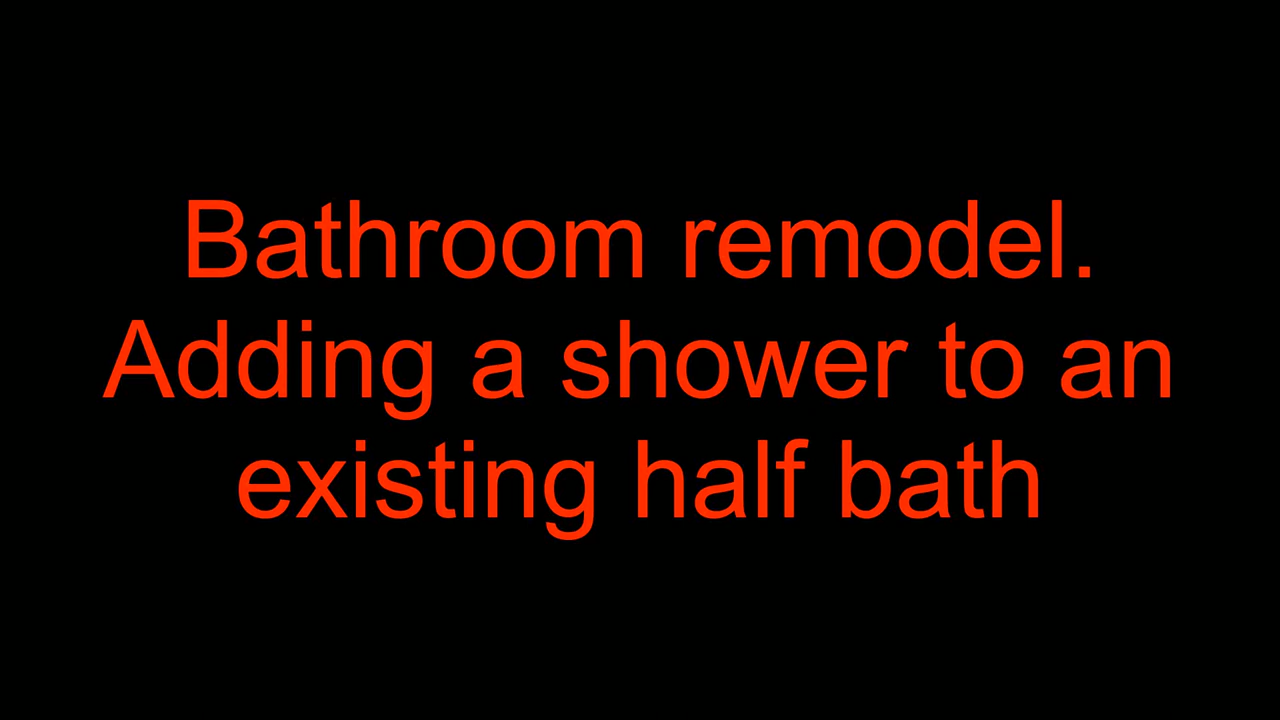 Bathroom remodel.
Adding a shower to an
existing half bath